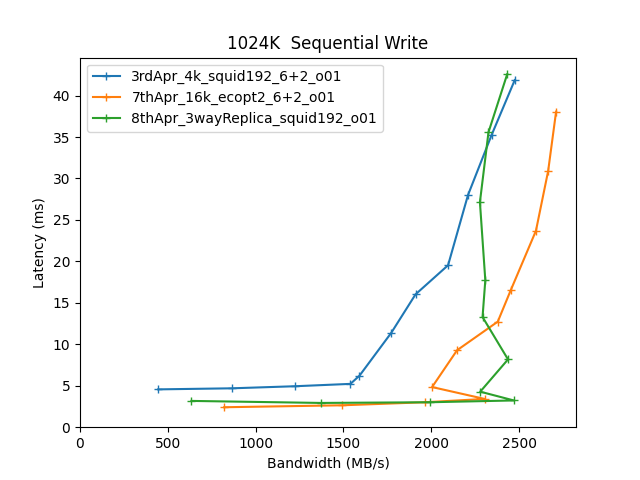 1024K  Sequential Write
3rdApr_4k_squid192_6+2_o01
7thApr_16k_ecopt2_6+2_o01
8thApr_3wayReplica_squid192_o01
Latency (ms)
40
35
30
25
20
15
10
5
0
0 500 1000 1500 2000 2500
Bandwidth (MB/s)